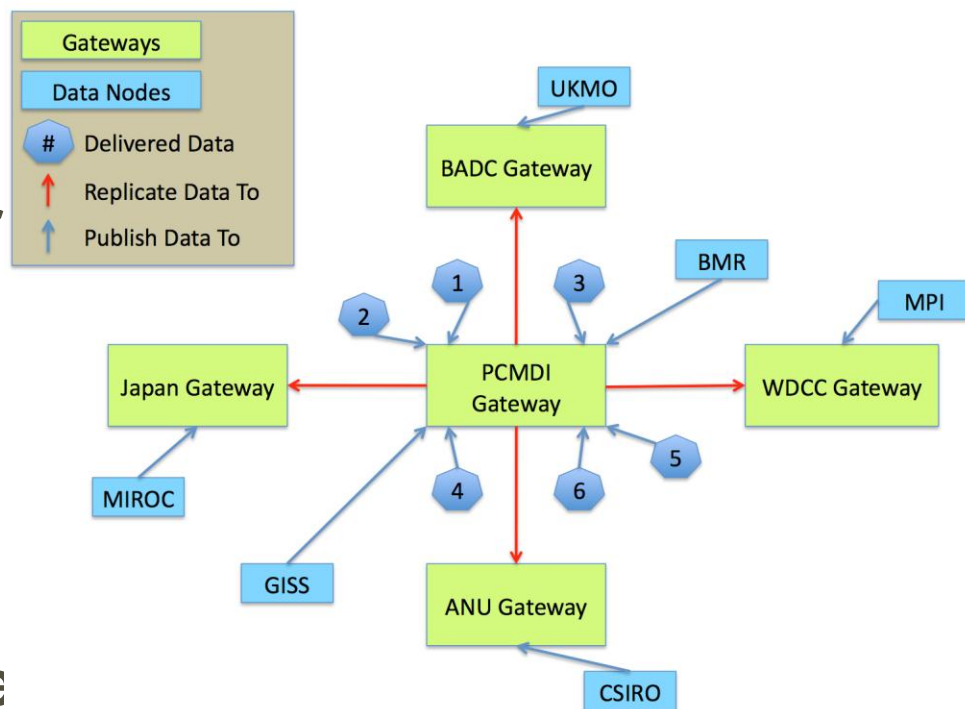 Gateways
Data Nodes
# Delivered Data
Replicate Data To
Publish Data To
UKMO
BADC Gateway
BMR
MPI
1
3
2
Japan Gateway
PCMDI
Gateway
WDCC Gateway
MIROC
4
6
5
GISS
ANU Gateway
CSIRO